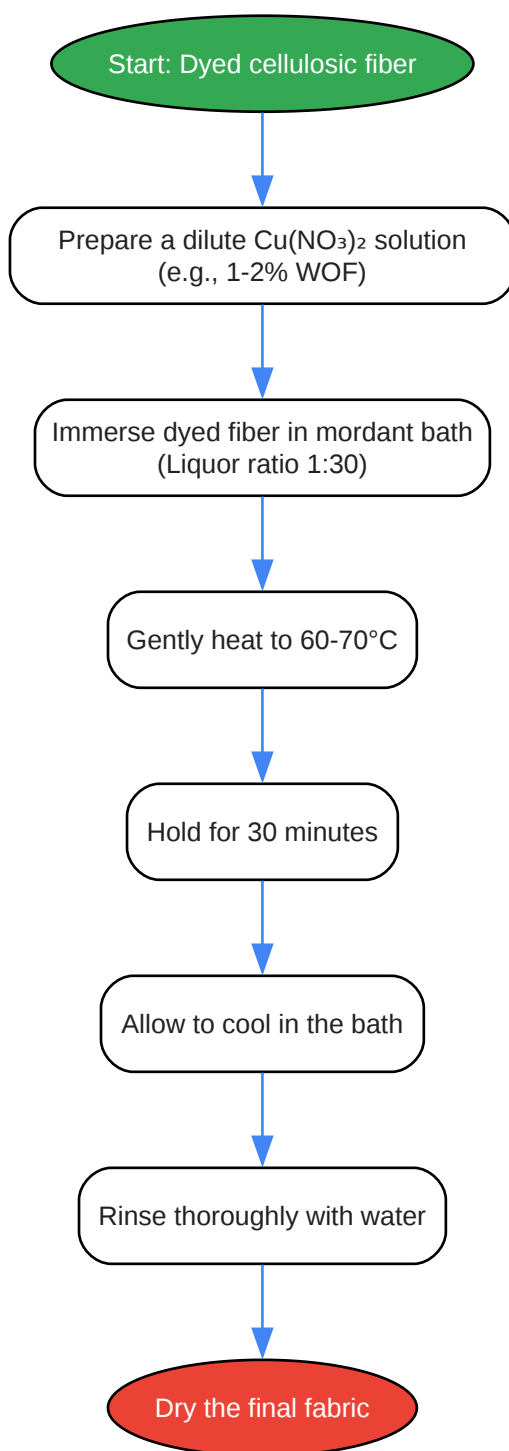 Start: Dyed cellulosic fiber
Prepare a dilute Cu(NO₃)₂ solution
(e.g., 1-2% WOF)
Immerse dyed fiber in mordant bath
(Liquor ratio 1:30)
Gently heat to 60-70°C
Hold for 30 minutes
Allow to cool in the bath
Rinse thoroughly with water
Dry the final fabric